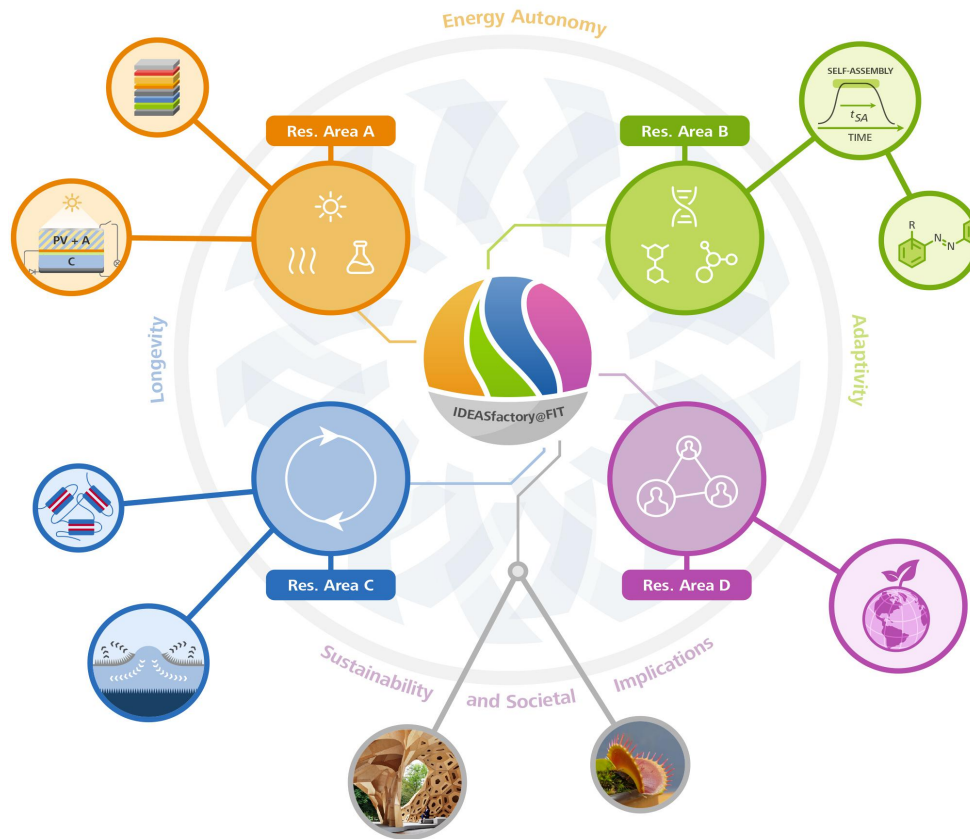 Energy Autonomy
SELF-ASSEMBLY
t_SA
TIME
Res. Area A
Res. Area B
R
N
N
PV + A
C
Longevity
Adaptivity
IDEASfactory@FIT
Res. Area C
Res. Area D
Sustainability and Societal Implications